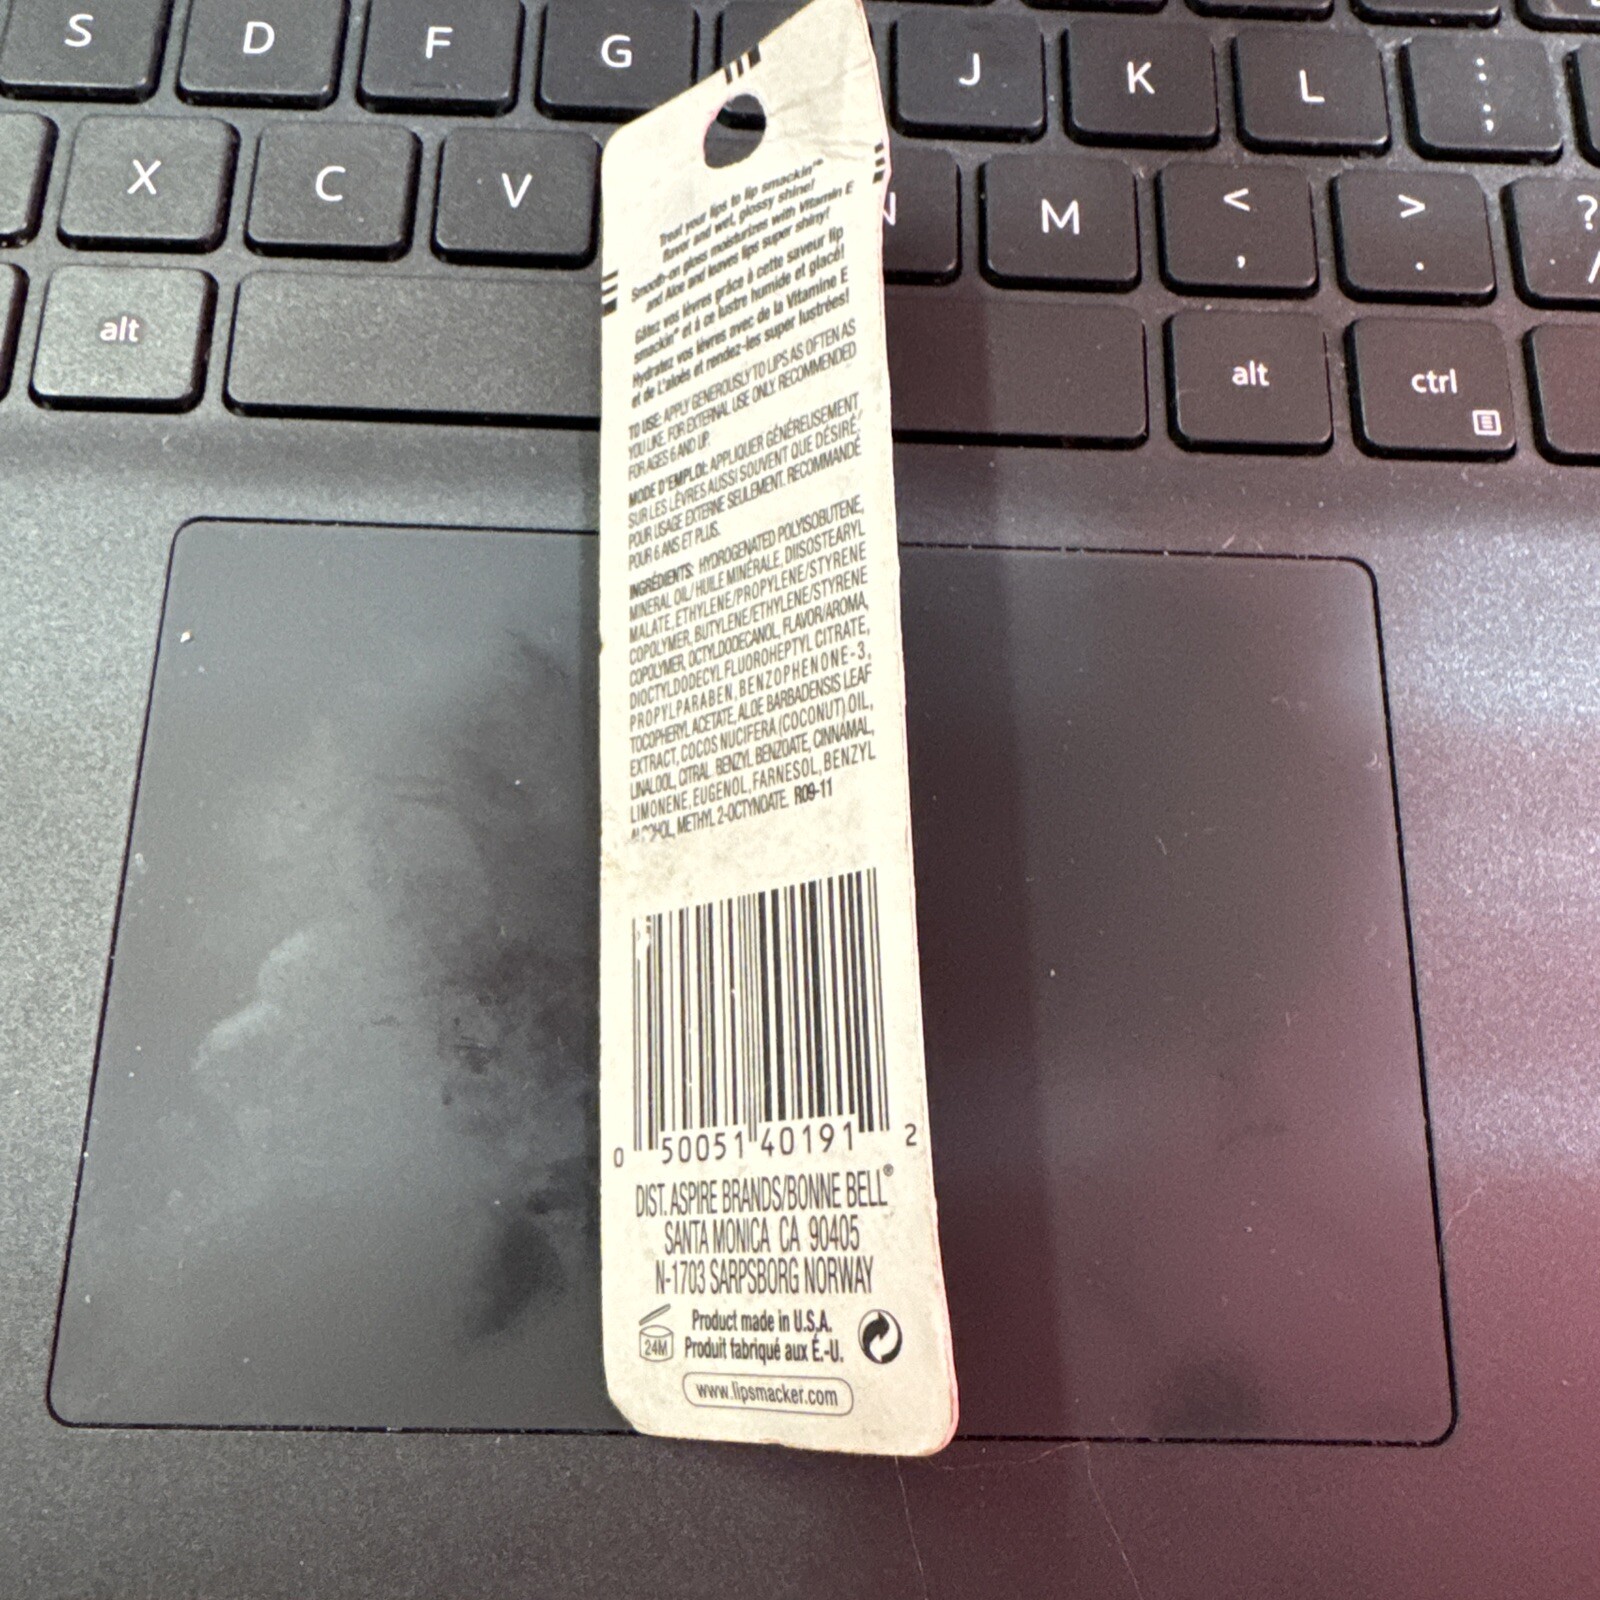 S D F G J K L : ;
X C V N M < , > . ? /
alt alt ctrl
Treat your lips to lip smackin'™
flavor and wet, glossy shine!
Smooth-on gloss moisturizes with Vitamin E
and Aloe and leaves lips super shiny!
Gâtez vos lèvres grâce à cette saveur lip
smackin' et à ce lustre humide et glacé!
Hydratez vos lèvres avec de la Vitamine E
et de L'aloès et rendez-les super lustrées!
TO USE: APPLY GENEROUSLY TO LIPS AS OFTEN AS
YOU LIKE. FOR EXTERNAL USE ONLY. RECOMMENDED
FOR AGES 6 AND UP.
MODE D'EMPLOI: APPLIQUER GÉNÉREUSEMENT
SUR LES LÈVRES AUSSI SOUVENT QUE DÉSIRÉ/
POUR USAGE EXTERNE SEULEMENT. RECOMMANDÉ
POUR 6 ANS ET PLUS.
INGRÉDIENTS: HYDROGENATED POLYISOBUTENE,
MINERAL OIL/HUILE MINÉRALE, DIISOSTEARYL
MALATE, ETHYLENE/PROPYLENE/STYRENE
COPOLYMER, BUTYLENE/ETHYLENE/STYRENE
COPOLYMER, OCTYLDODECANOL, FLAVOR/AROMA,
DIOCTYLDODECYL FLUOROHEPTYL CITRATE,
PROPYLPARABEN, BENZOPHENONE-3,
TOCOPHERYL ACETATE, ALOE BARBADENSIS LEAF
EXTRACT, COCOS NUCIFERA (COCONUT) OIL,
LINALOOL, CITRAL, BENZYL BENZOATE, CINNAMAL,
LIMONENE, EUGENOL, FARNESOL, BENZYL
ALCOHOL, METHYL 2-OCTYNOATE. R09-11
0 50051 40191 2
DIST. ASPIRE BRANDS/BONNE BELL®
SANTA MONICA CA 90405
N-1703 SARPSBORG NORWAY
24M
Product made in U.S.A.
Produit fabriqué aux É.-U.
www.lipsmacker.com